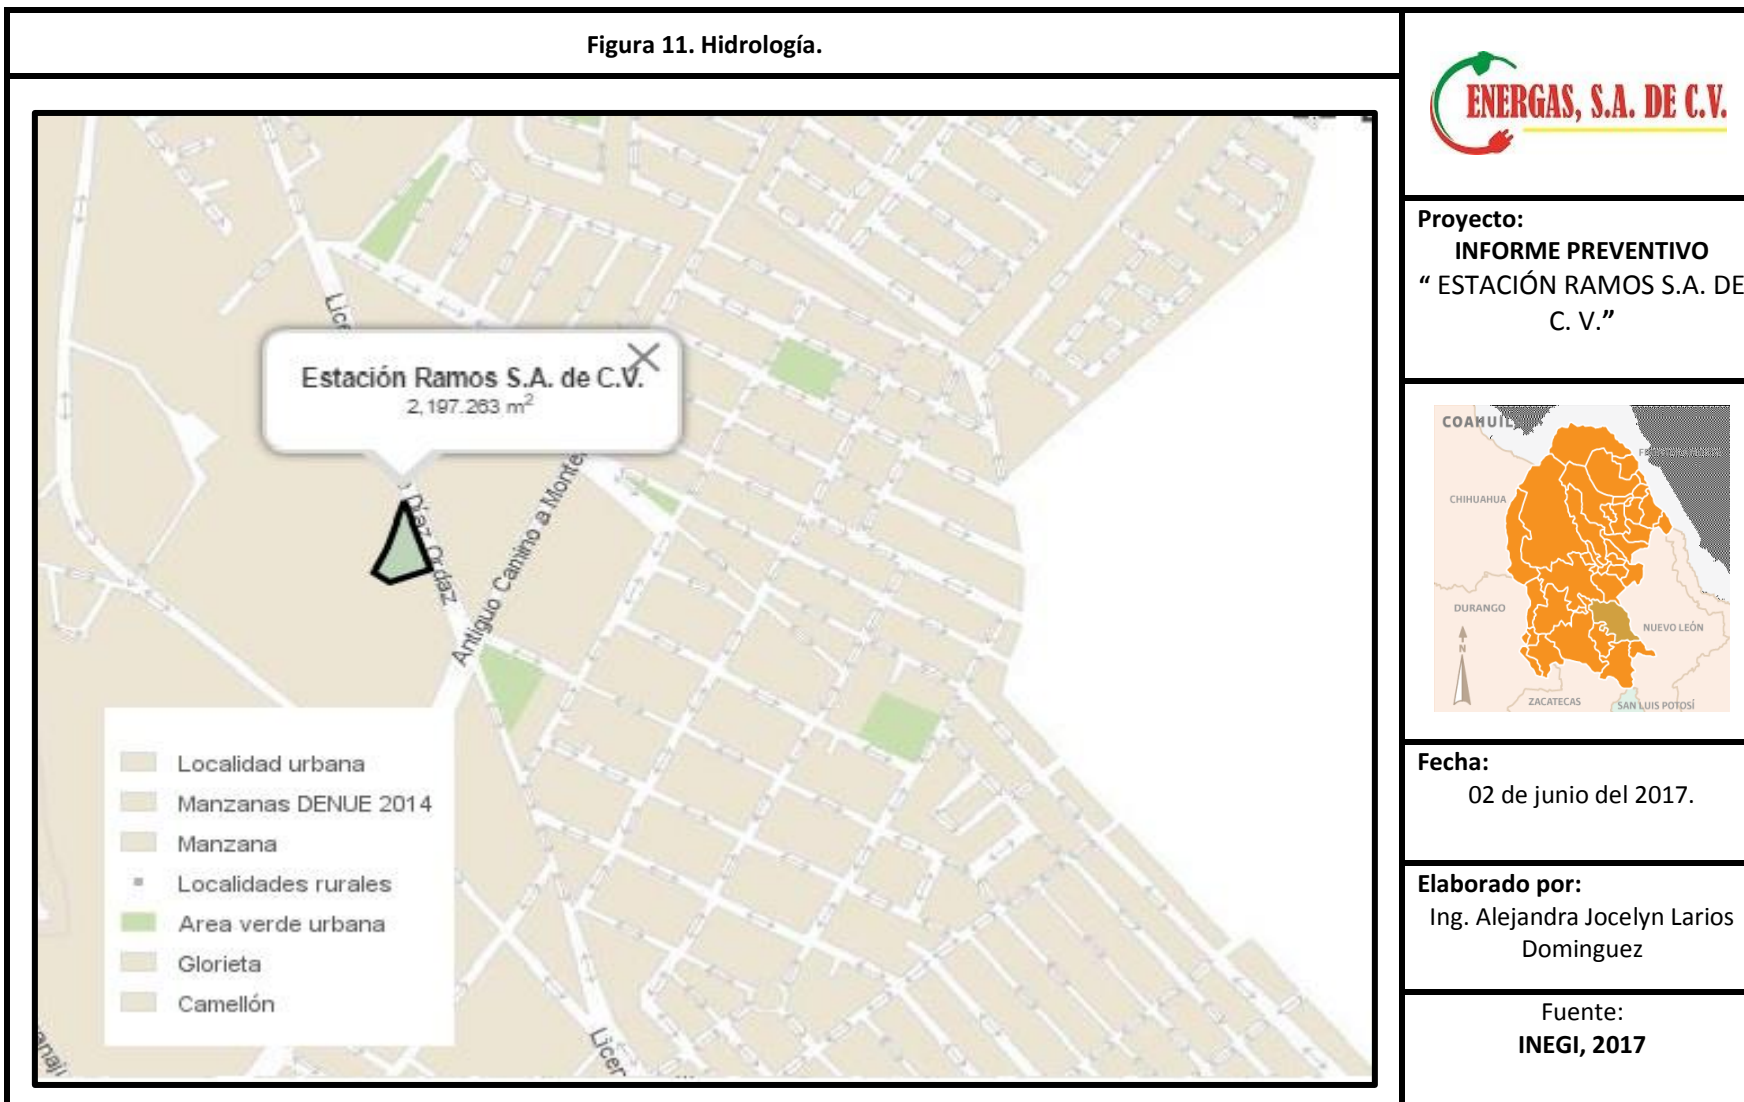 Figura 11. Hidrología.
ENERGAS, S.A. DE C.V.
Proyecto:
INFORME PREVENTIVO
“ ESTACIÓN RAMOS S.A. DE
C. V.”
Estación Ramos S.A. de C.V.
2,197.263 m²
Díaz Ordaz
Antiguo Camino a Monte
Licer
Localidad urbana
Manzanas DENUE 2014
Manzana
Localidades rurales
Area verde urbana
Glorieta
Camellón
COAHUIL
CHIHUAHUA
DURANGO
NUEVO LEÓN
N
ZACATECAS
SAN LUIS POTOSÍ
Fecha:
02 de junio del 2017.
Elaborado por:
Ing. Alejandra Jocelyn Larios
Dominguez
Fuente:
INEGI, 2017